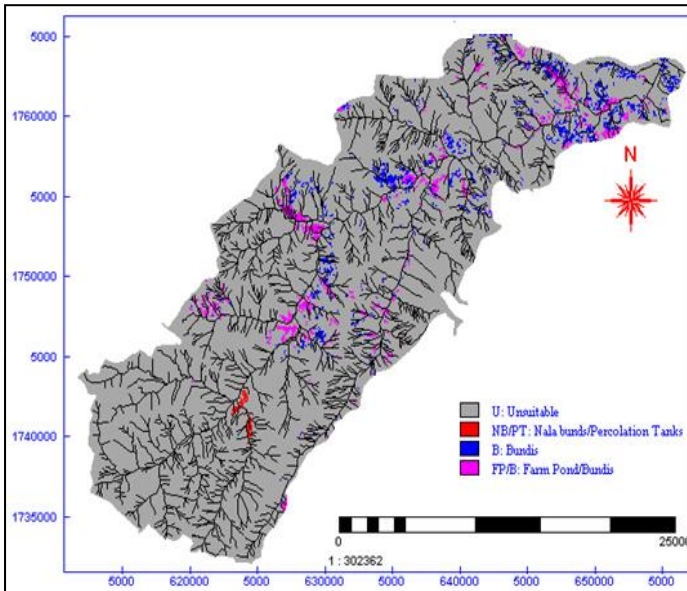 5000
1760000
N
5000
1750000
5000
U: Unsuitable
NB/PT: Nala bunds/Percolation Tanks
B: Bundis
FP/B: Farm Pond/Bundis
1740000
1735000
0 25000
1 : 302362
5000 620000 5000 630000 5000 640000 5000 650000 5000